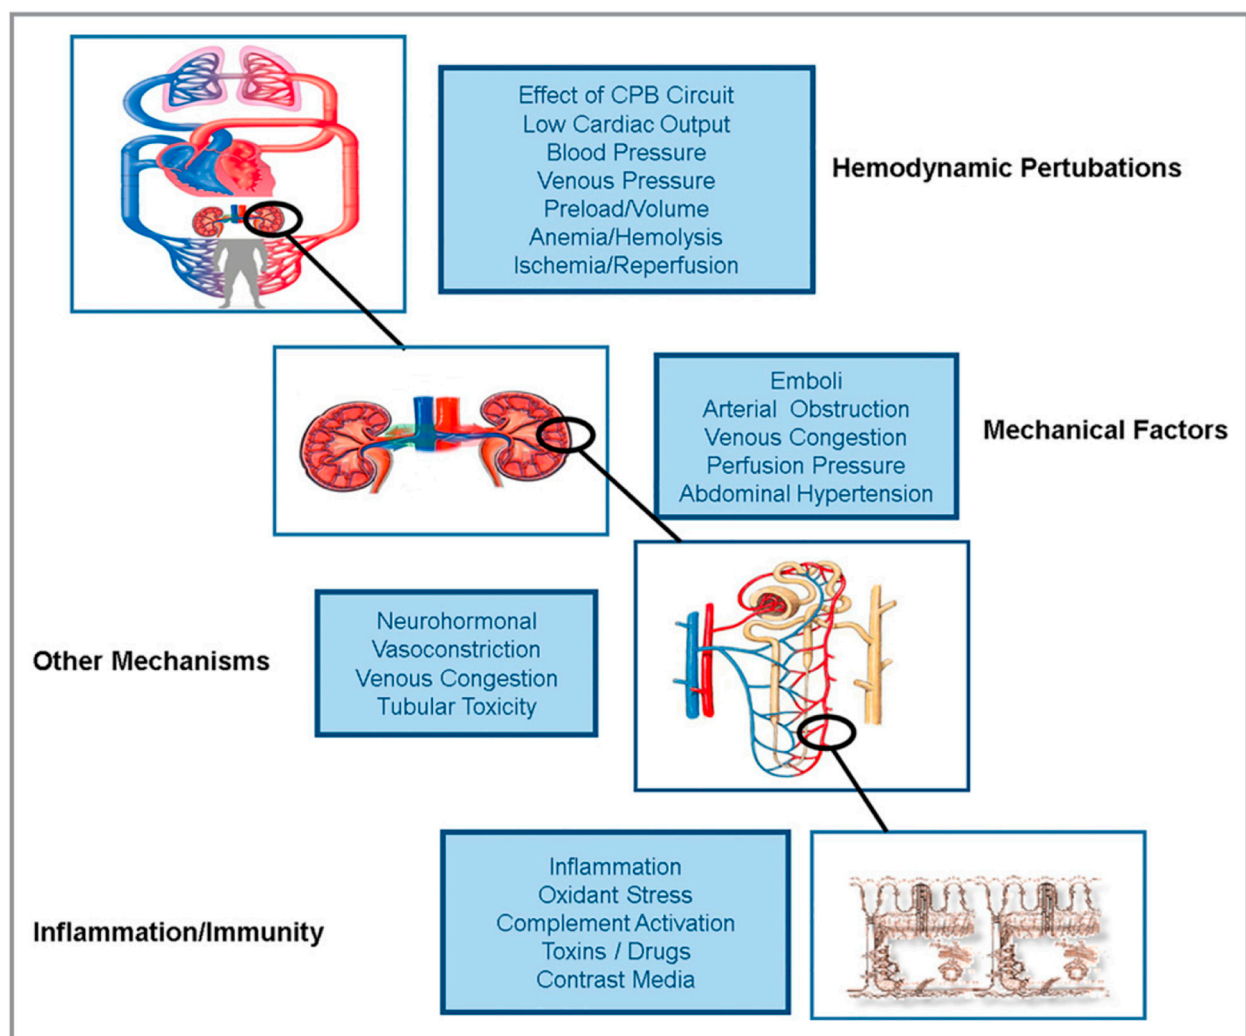 Effect of CPB Circuit
Low Cardiac Output
Blood Pressure
Venous Pressure
Preload/Volume
Anemia/Hemolysis
Ischemia/Reperfusion
Hemodynamic Pertubations
Emboli
Arterial Obstruction
Venous Congestion
Perfusion Pressure
Abdominal Hypertension
Mechanical Factors
Other Mechanisms
Neurohormonal
Vasoconstriction
Venous Congestion
Tubular Toxicity
Inflammation/Immunity
Inflammation
Oxidant Stress
Complement Activation
Toxins / Drugs
Contrast Media